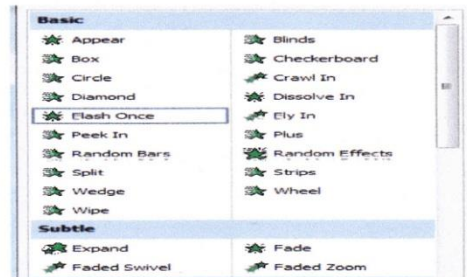 Basic
Appear Blinds
Box Checkerboard
Circle Crawl In
Diamond Dissolve In
Flash Once Fly In
Peek In Plus
Random Bars Random Effects
Split Strips
Wedge Wheel
Wipe
Subtle
Expand Fade
Faded Swivel Faded Zoom